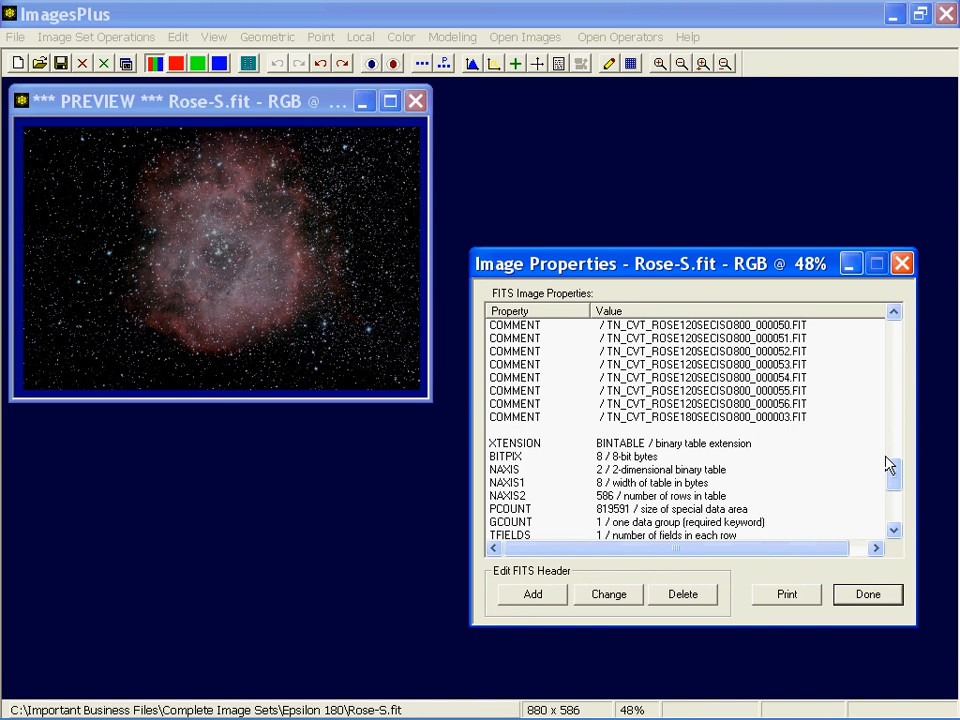 ImagesPlus
File Image Set Operations Edit View Geometric Point Local Color Modeling Open Images Open Operators Help
*** PREVIEW *** Rose-S.fit - RGB @ ...
Image Properties - Rose-S.fit - RGB @ 48%
FITS Image Properties:
Property Value
COMMENT / TN_CVT_ROSE120SECISO800_000050.FIT
COMMENT / TN_CVT_ROSE120SECISO800_000051.FIT
COMMENT / TN_CVT_ROSE120SECISO800_000052.FIT
COMMENT / TN_CVT_ROSE120SECISO800_000053.FIT
COMMENT / TN_CVT_ROSE120SECISO800_000054.FIT
COMMENT / TN_CVT_ROSE120SECISO800_000055.FIT
COMMENT / TN_CVT_ROSE120SECISO800_000056.FIT
COMMENT / TN_CVT_ROSE180SECISO800_000003.FIT
XTENSION BINTABLE / binary table extension
BITPIX 8 / 8-bit bytes
NAXIS 2 / 2-dimensional binary table
NAXIS1 8 / width of table in bytes
NAXIS2 586 / number of rows in table
PCOUNT 819591 / size of special data area
GCOUNT 1 / one data group (required keyword)
TFIELDS 1 / number of fields in each row
Edit FITS Header
Add Change Delete Print Done
C:\Important Business Files\Complete Image Sets\Epsilon 180\Rose-S.fit 880 x 586 48%